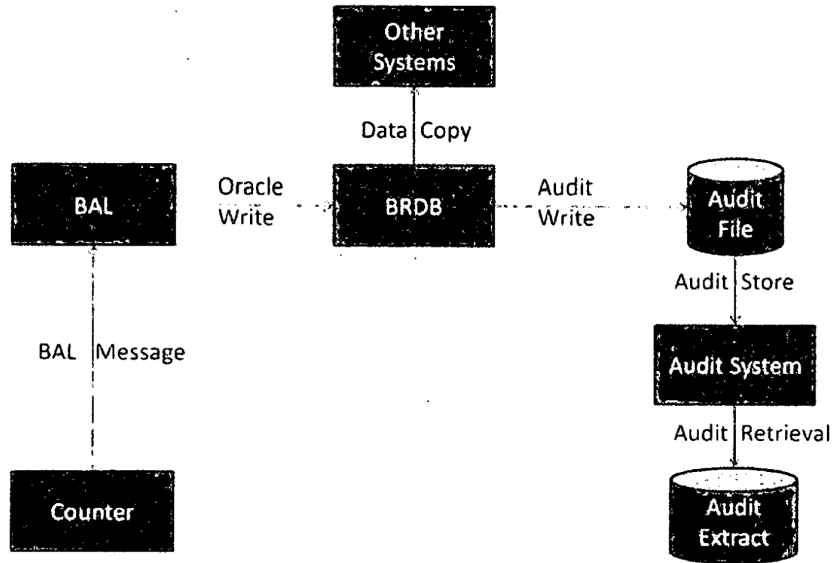 Other
Systems
Data Copy
BAL
Oracle
Write
BRDB
Audit
Write
Audit
File
Audit Store
BAL Message
Audit System
Audit Retrieval
Counter
Audit
Extract